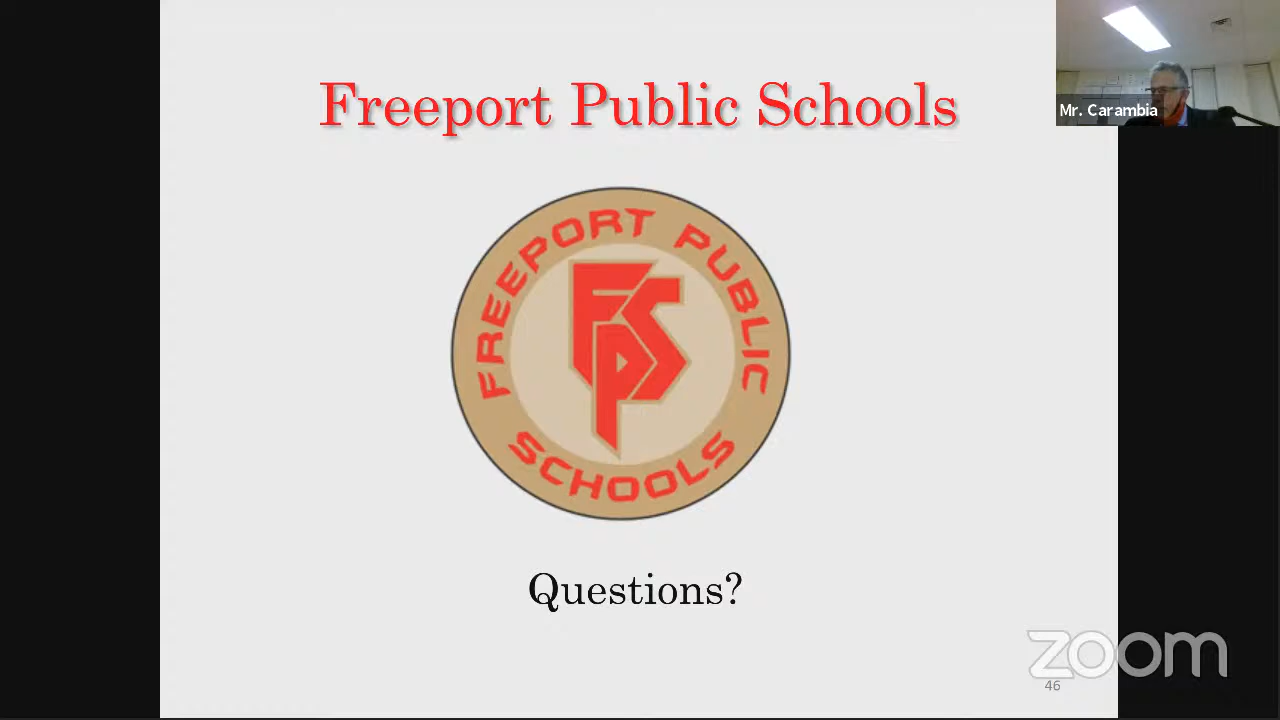 Freeport Public Schools
Mr. Carambia
FREEPORT PUBLIC
FPS
SCHOOLS
Questions?
zoom
46